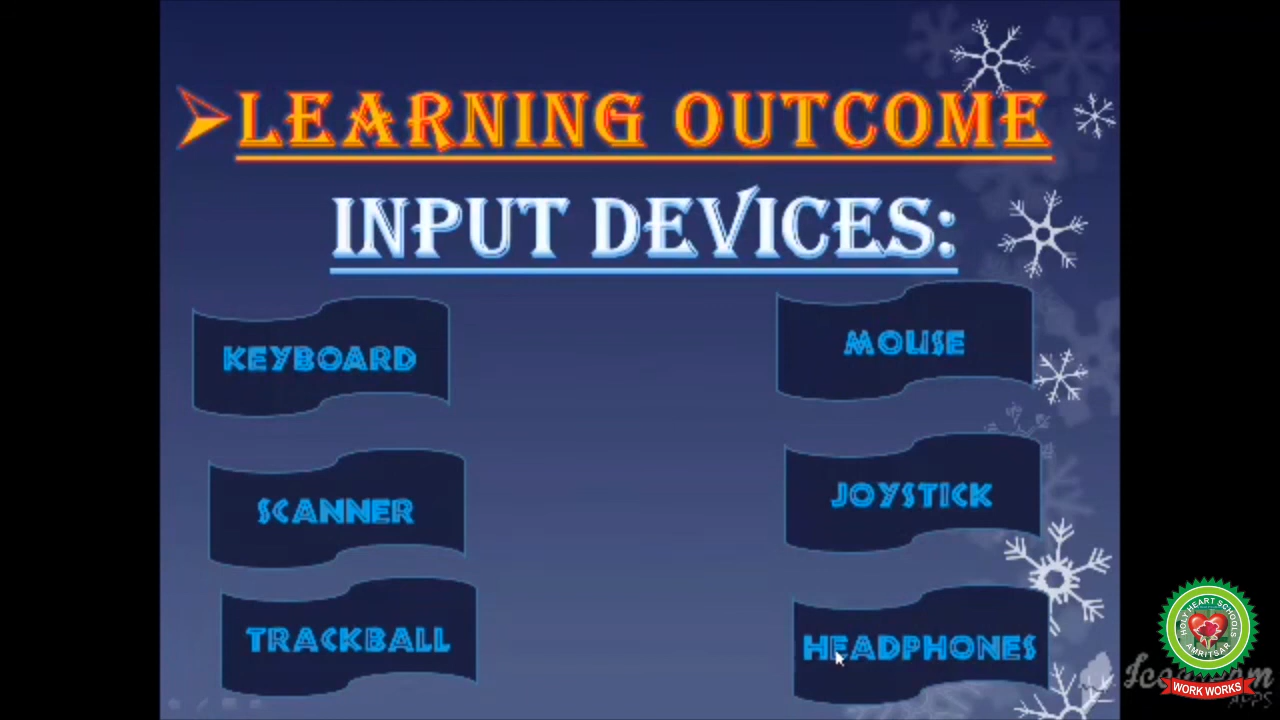 LEARNING OUTCOME
INPUT DEVICES:
KEYBOARD
MOUSE
SCANNER
JOYSTICK
TRACKBALL
HEADPHONES
HOLY HEART SCHOOLS
AMRITSAR
WORK WORKS